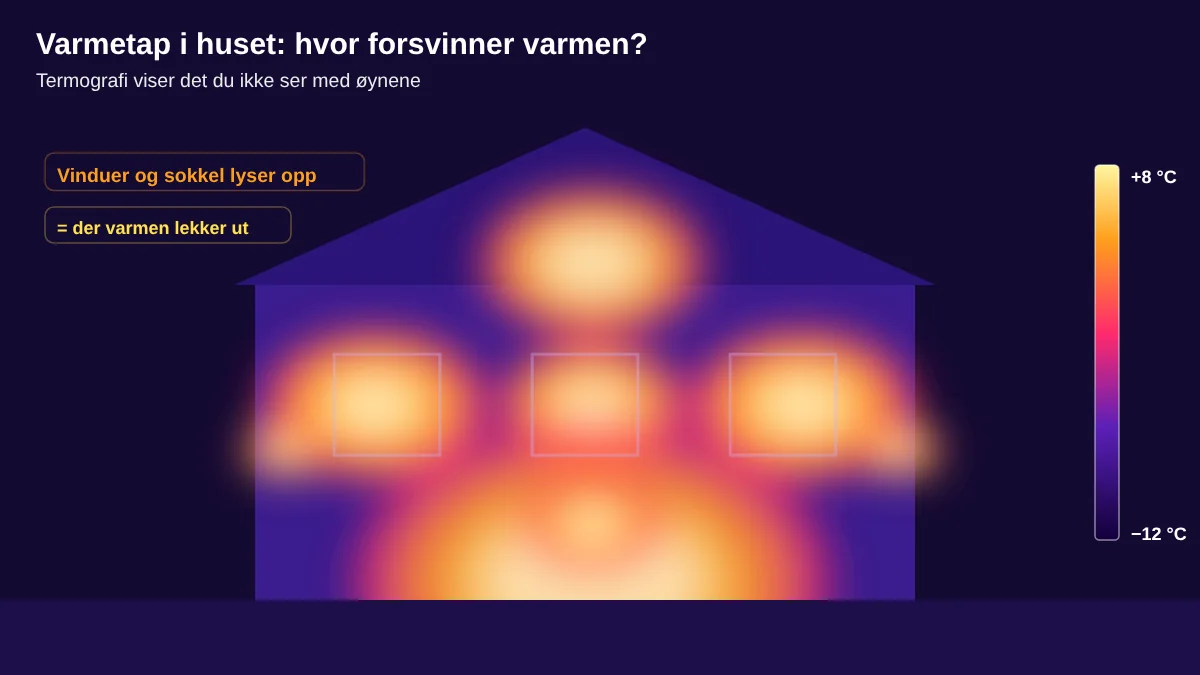 Varmetap i huset: hvor forsvinner varmen?
Termografi viser det du ikke ser med øynene
Vinduer og sokkel lyser opp
= der varmen lekker ut
+8 °C
−12 °C